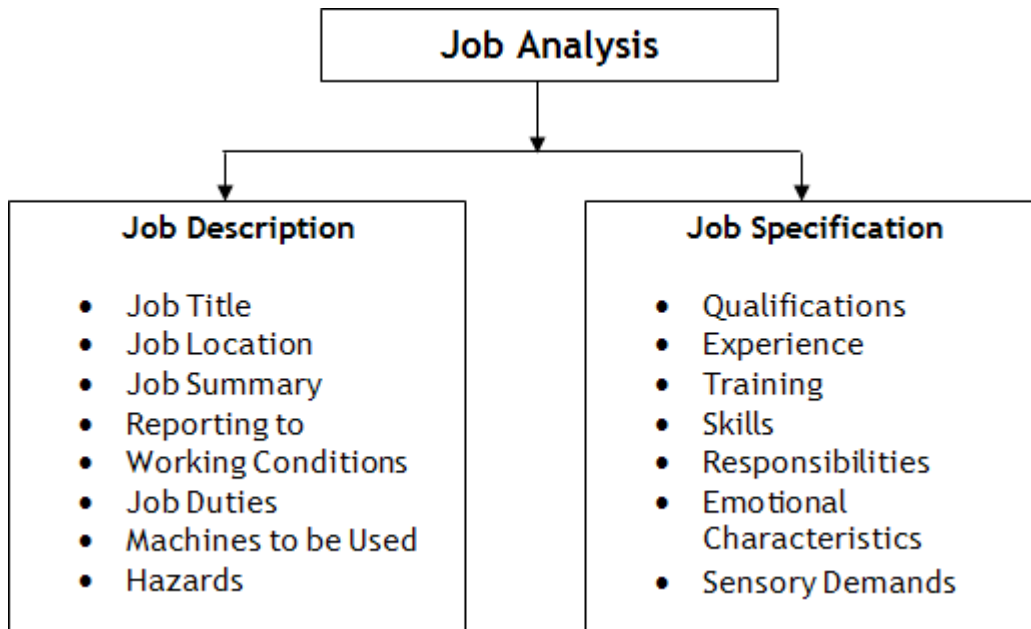 Job Analysis
Job Description
• Job Title
• Job Location
• Job Summary
• Reporting to
• Working Conditions
• Job Duties
• Machines to be Used
• Hazards
Job Specification
• Qualifications
• Experience
• Training
• Skills
• Responsibilities
• Emotional
Characteristics
• Sensory Demands